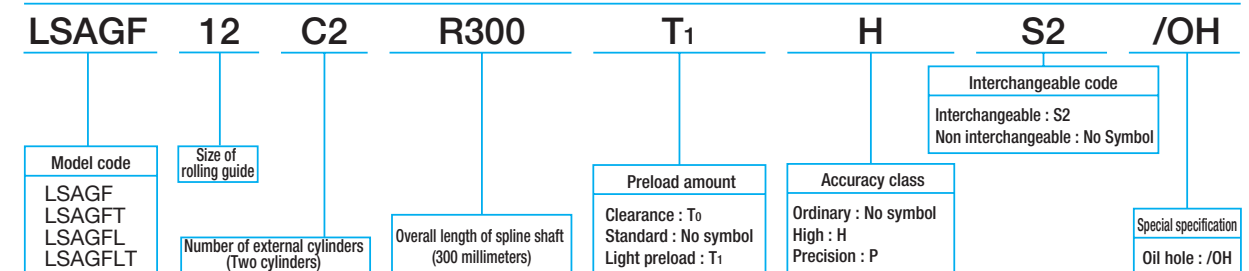 LSAGF 12 C2 R300 T1 H S2 /OH
Interchangeable code
Interchangeable : S2
Non interchangeable : No Symbol
Model code
LSAGF
LSAGFT
LSAGFL
LSAGFLT
Size of
rolling guide
Number of external cylinders
(Two cylinders)
Overall length of spline shaft
(300 millimeters)
Preload amount
Clearance : T0
Standard : No symbol
Light preload : T1
Accuracy class
Ordinary : No symbol
High : H
Precision : P
Special specification
Oil hole : /OH